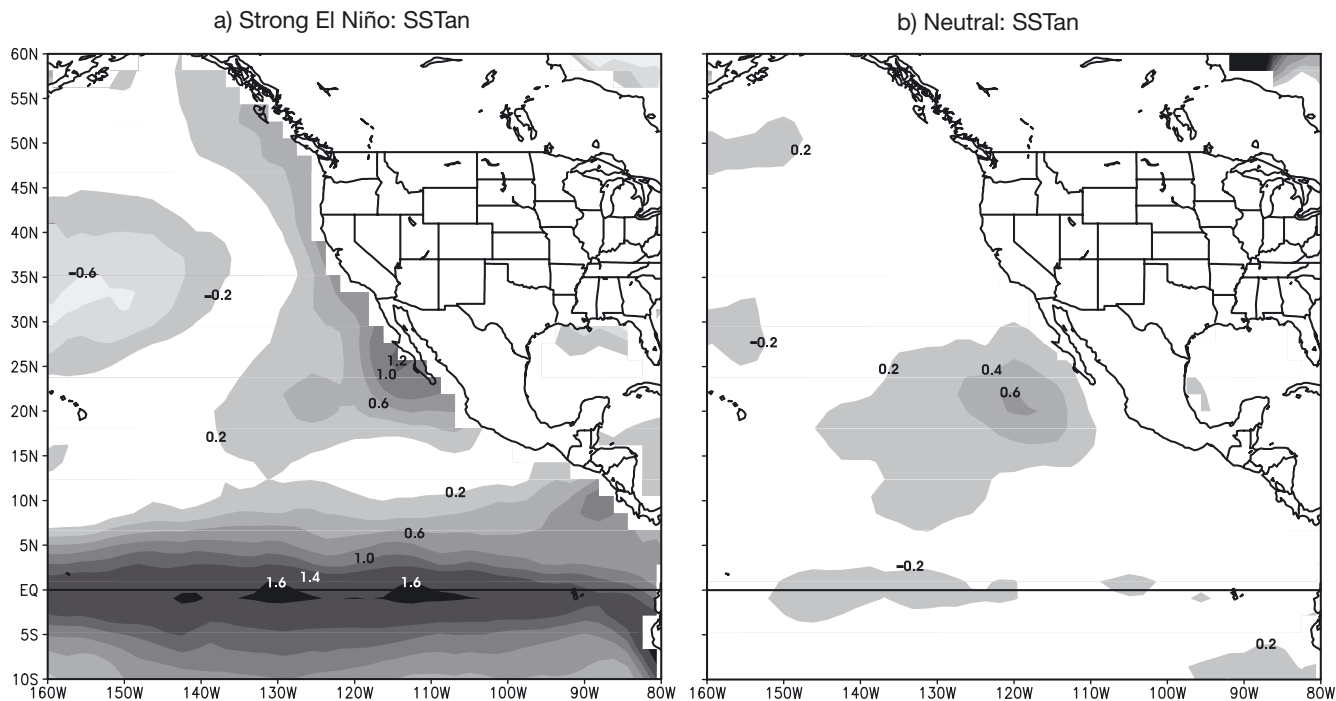 a) Strong El Niño: SSTan
b) Neutral: SSTan
60N
55N
50N
45N
40N
35N
30N
25N
20N
15N
10N
5N
EQ
5S
10S
−0.6
−0.2
1.2
1.0
0.6
0.2
0.2
0.6
1.0
1.6
1.4
1.6
160W
150W
140W
130W
120W
110W
100W
90W
80W
0.2
−0.2
0.2
0.4
0.6
−0.2
0.2
160W
150W
140W
130W
120W
110W
100W
90W
80W